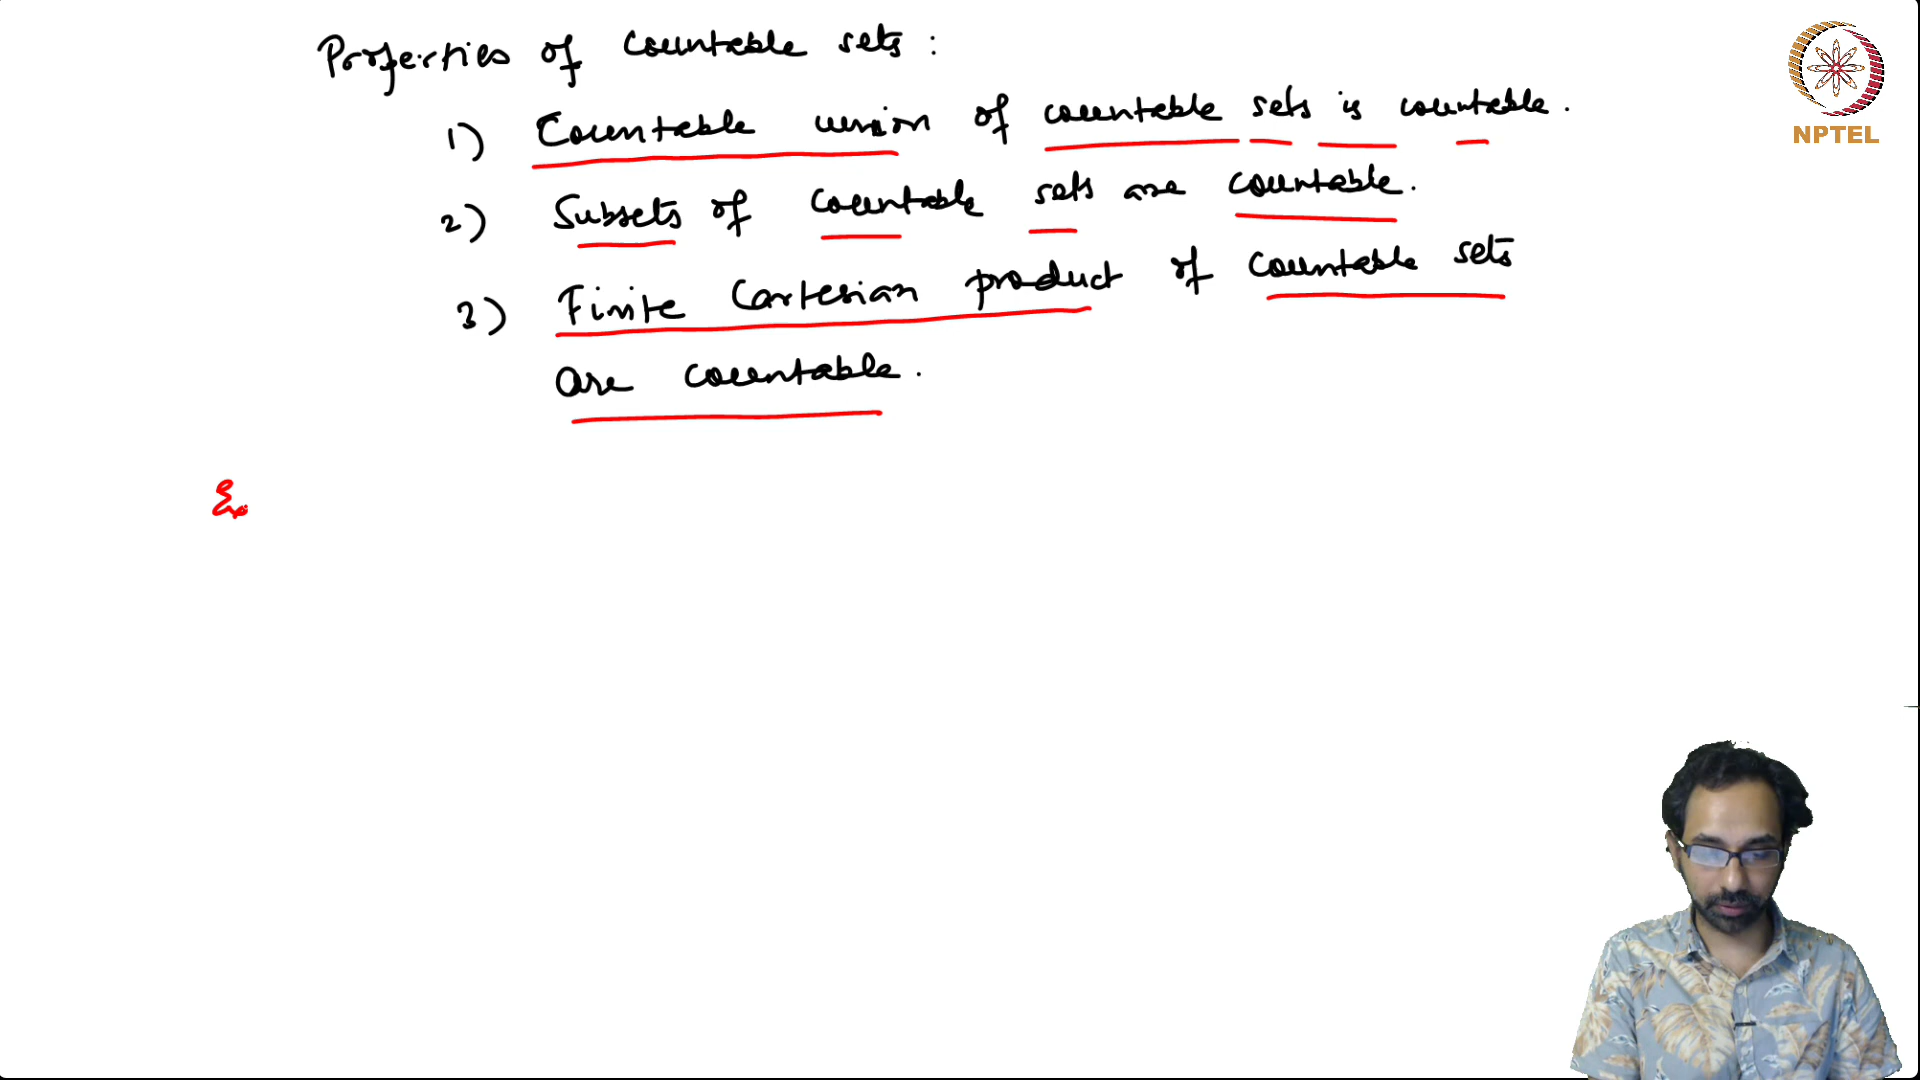 Properties of countable sets :
1) Countable union of countable sets is countable.
2) Subsets of countable sets are countable.
3) Finite Cartesian product of countable sets
are countable.
Ex
NPTEL